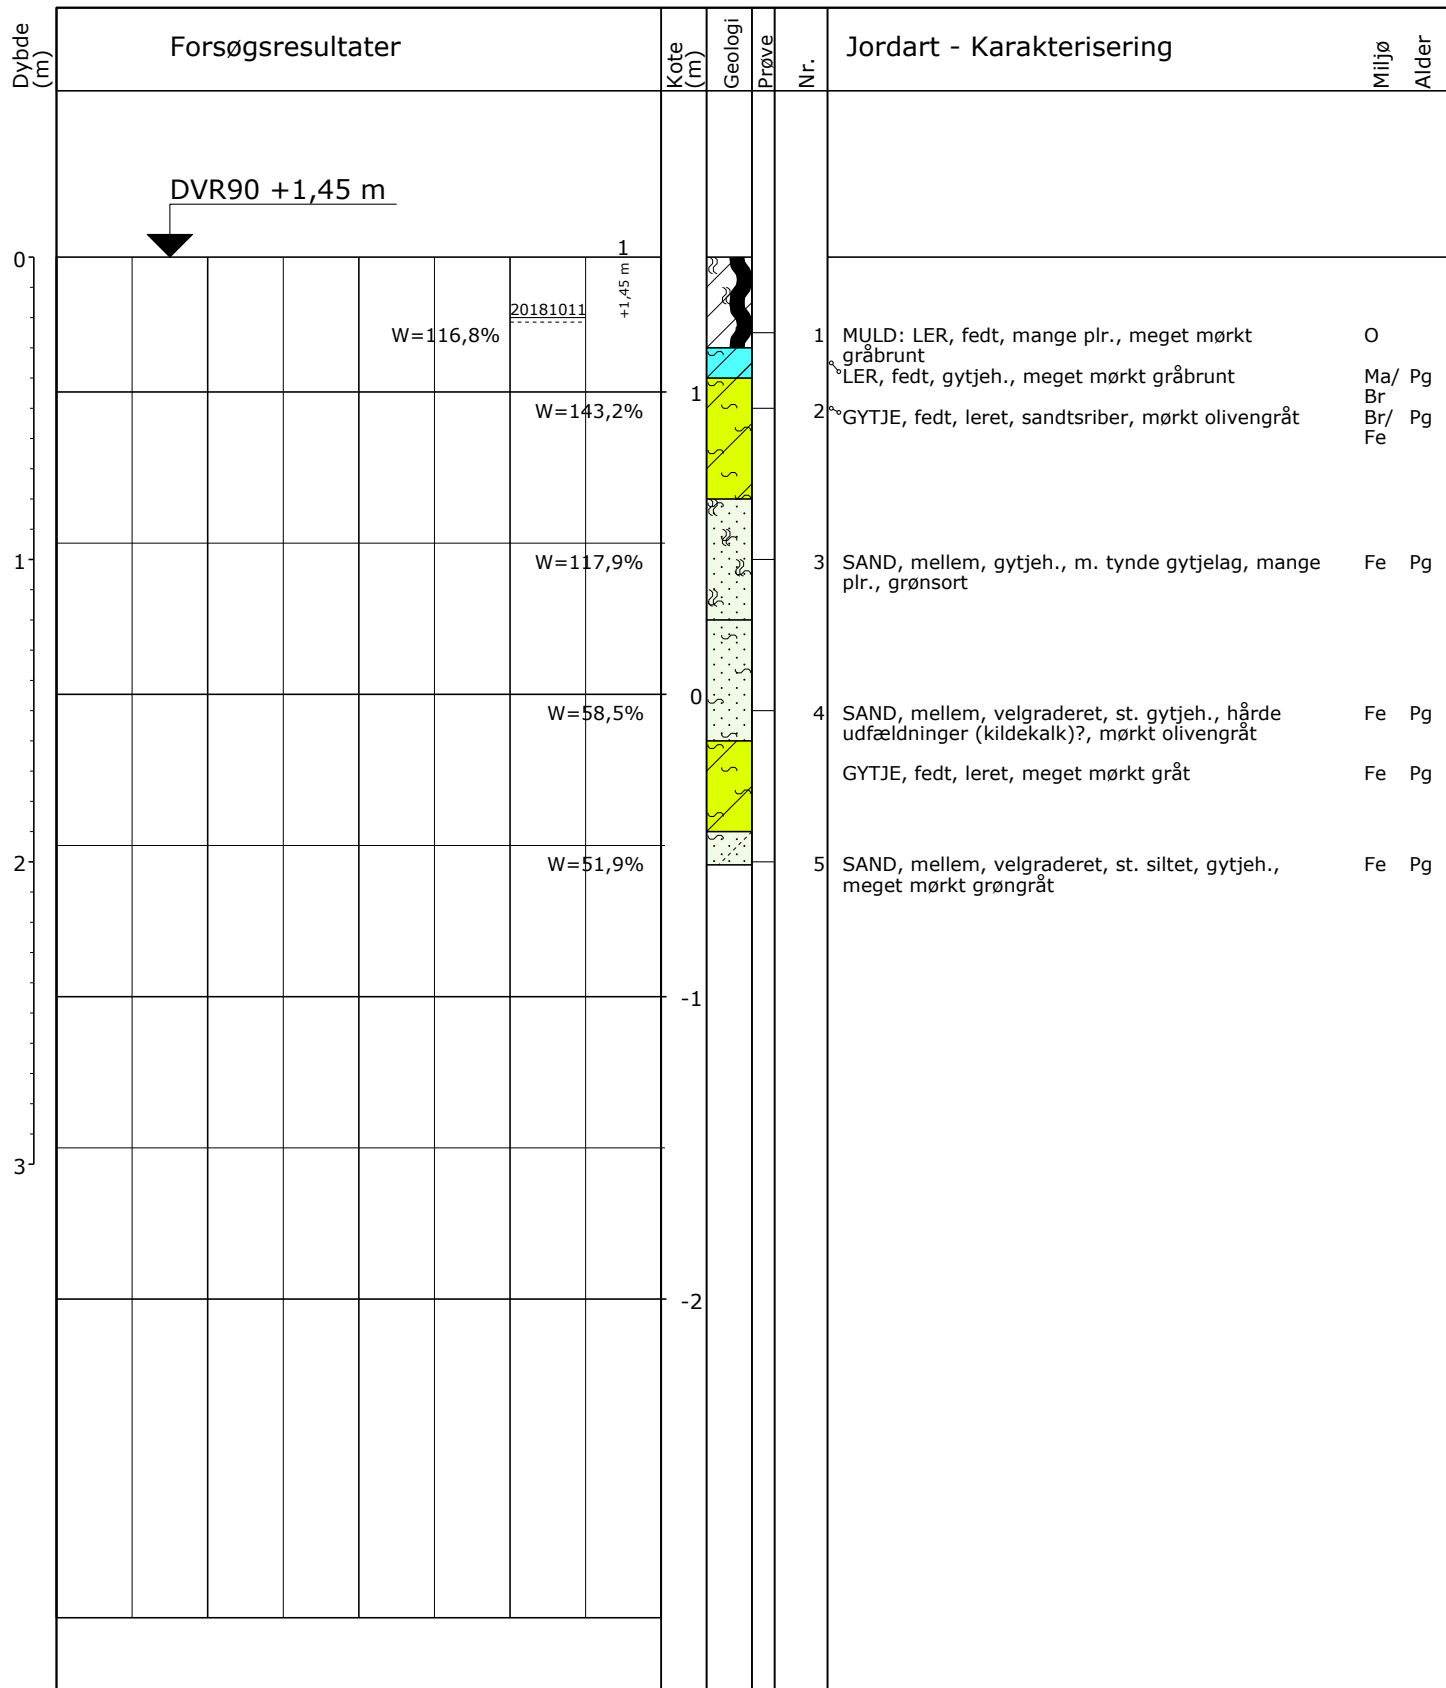 Dybde
(m)
Forsøgsresultater
Kote
(m)
Geologi
Prøve
Nr.
Jordart - Karakterisering
Miljø
Alder
DVR90 +1,45 m
0
1
+1,45 m
20181011
W=116,8%
1
MULD: LER, fedt, mange plr., meget mørkt
gråbrunt
O
LER, fedt, gytjeh., meget mørkt gråbrunt
Ma/
Br
Pg
1
W=143,2%
2
GYTJE, fedt, leret, sandtsriber, mørkt olivengråt
Br/
Fe
Pg
1
W=117,9%
3
SAND, mellem, gytjeh., m. tynde gytjelag, mange
plr., grønsort
Fe
Pg
0
W=58,5%
4
SAND, mellem, velgraderet, st. gytjeh., hårde
udfældninger (kildekalk)?, mørkt olivengråt
Fe
Pg
GYTJE, fedt, leret, meget mørkt gråt
Fe
Pg
2
W=51,9%
5
SAND, mellem, velgraderet, st. siltet, gytjeh.,
meget mørkt grøngråt
Fe
Pg
-1
3
-2